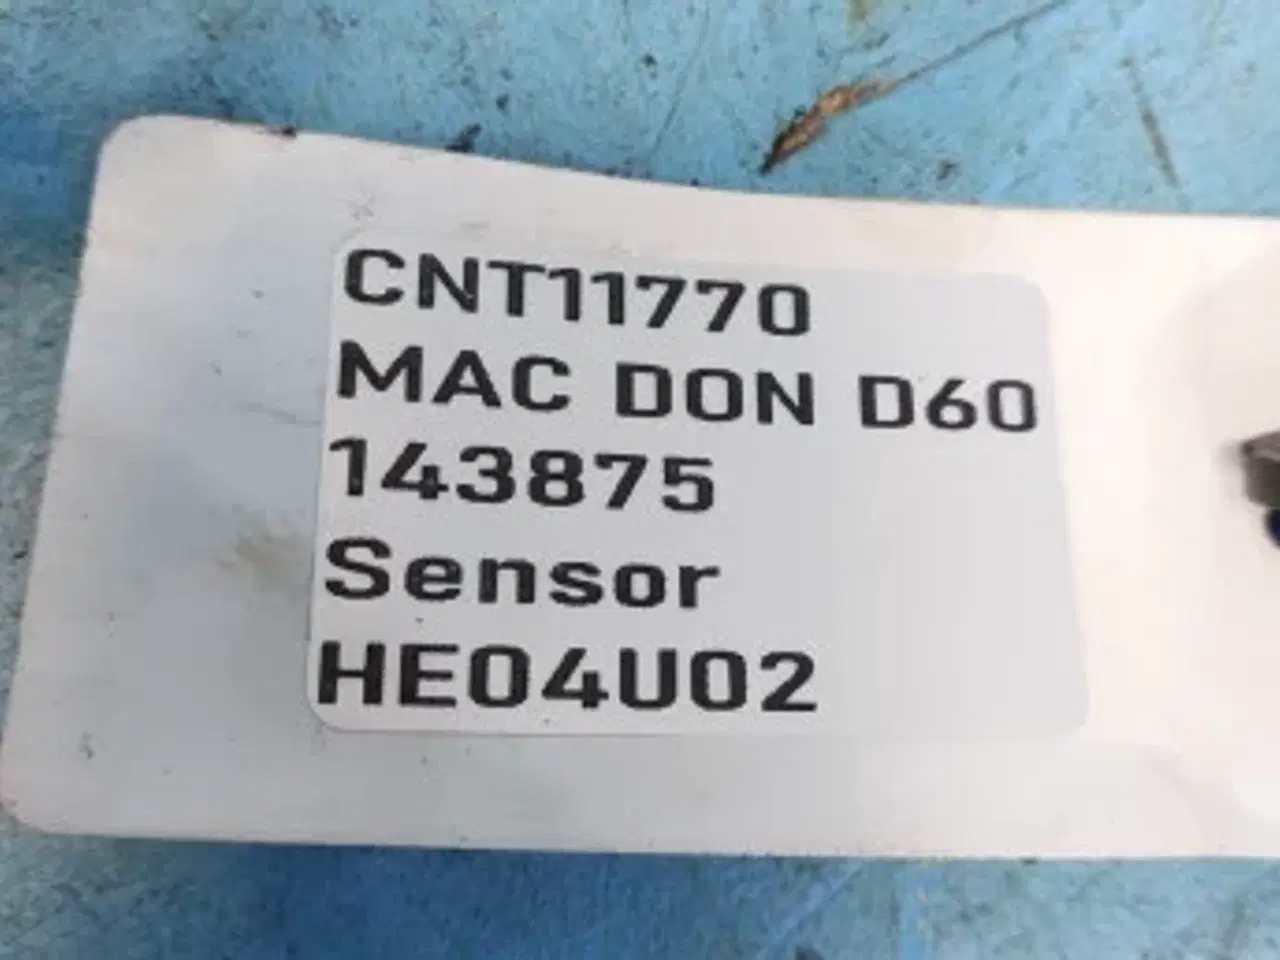 CNT11770
MAC DON D60
143875
Sensor
HE04U02